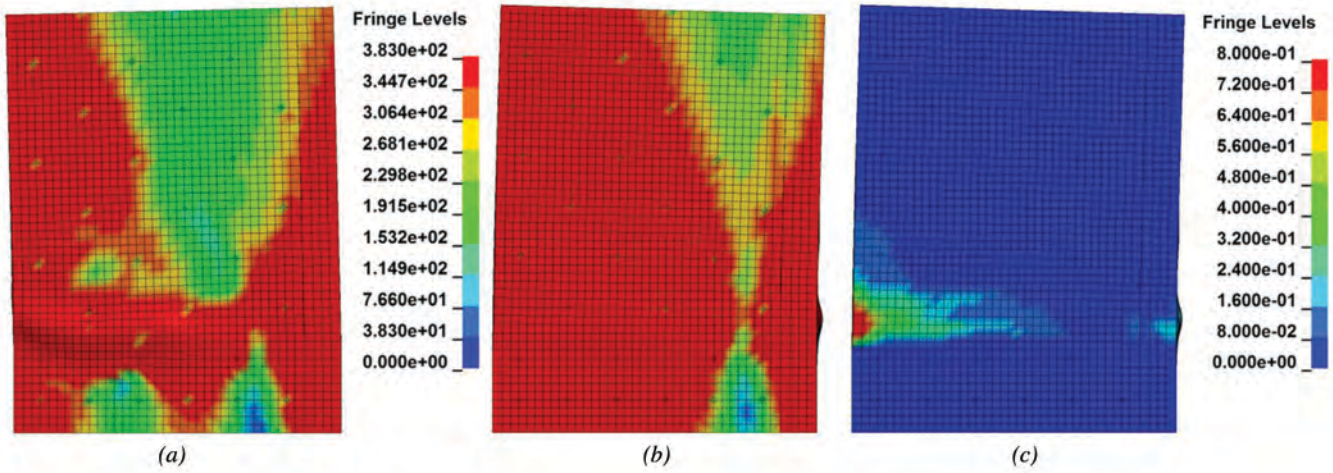 Fringe Levels
3.830e+02
3.447e+02
3.064e+02
2.681e+02
2.298e+02
1.915e+02
1.532e+02
1.149e+02
7.660e+01
3.830e+01
0.000e+00
Fringe Levels
8.000e-01
7.200e-01
6.400e-01
5.600e-01
4.800e-01
4.000e-01
3.200e-01
2.400e-01
1.600e-01
8.000e-02
0.000e+00
(a)
(b)
(c)